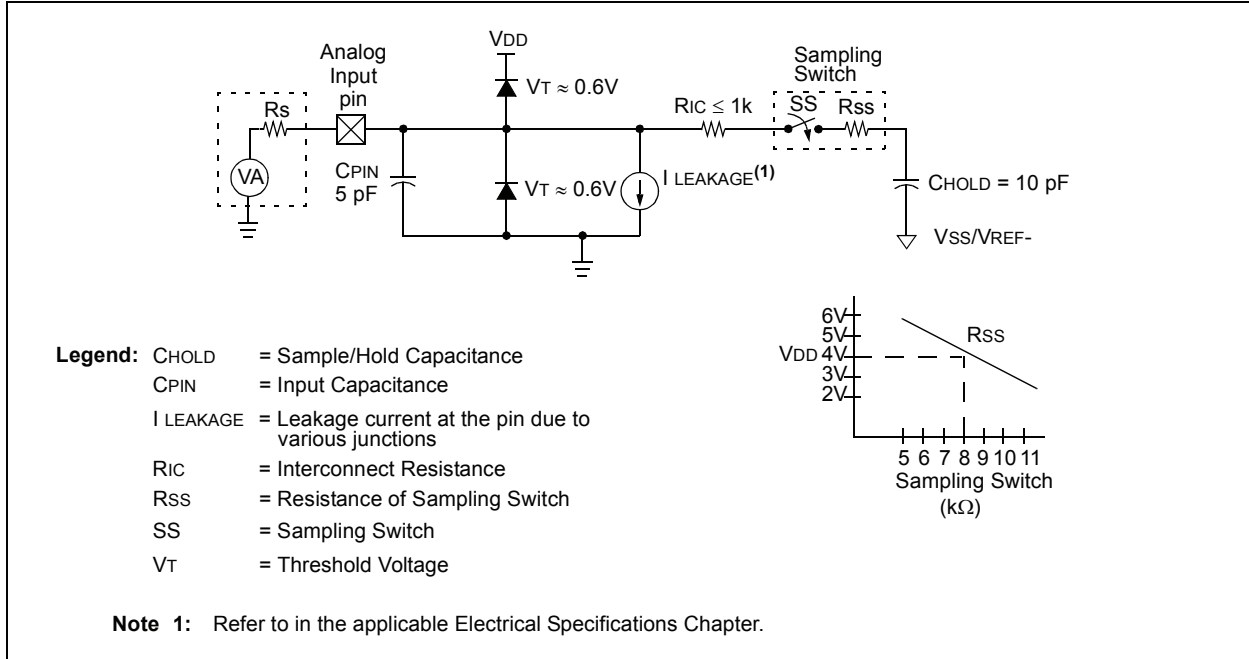 VDD
Sampling
Switch
Analog
Input
pin
VT ≈ 0.6V
RIC ≤ 1k
SS
Rss
Rs
VA
CPIN
5 pF
VT ≈ 0.6V
I LEAKAGE(1)
CHOLD = 10 pF
VSS/VREF-
6V
5V
VDD 4V
3V
2V
RSS
5 6 7 8 9 10 11
Sampling Switch
(kΩ)
Legend: CHOLD = Sample/Hold Capacitance
CPIN = Input Capacitance
I LEAKAGE = Leakage current at the pin due to
various junctions
RIC = Interconnect Resistance
RSS = Resistance of Sampling Switch
SS = Sampling Switch
VT = Threshold Voltage
Note 1: Refer to in the applicable Electrical Specifications Chapter.